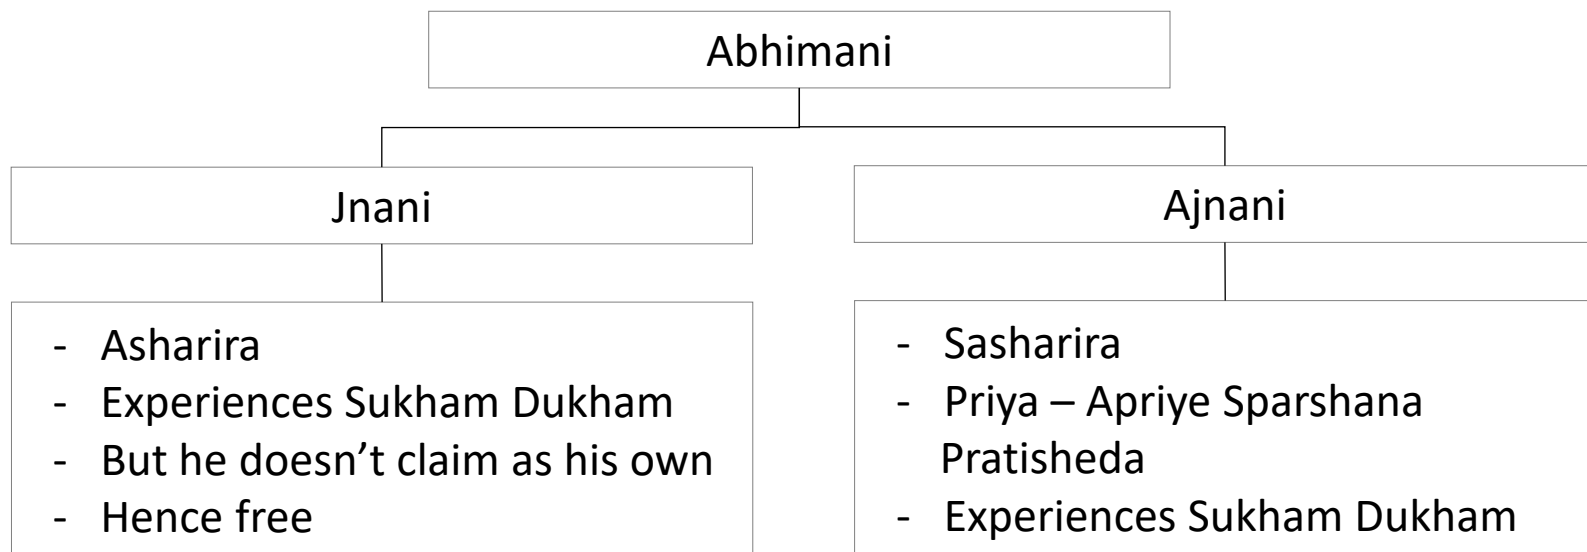 Abhimani
Jnani
Ajnani
- Asharira
- Experiences Sukham Dukham
- But he doesn’t claim as his own
- Hence free
- Sasharira
- Priya – Apriye Sparshana
Pratisheda
- Experiences Sukham Dukham